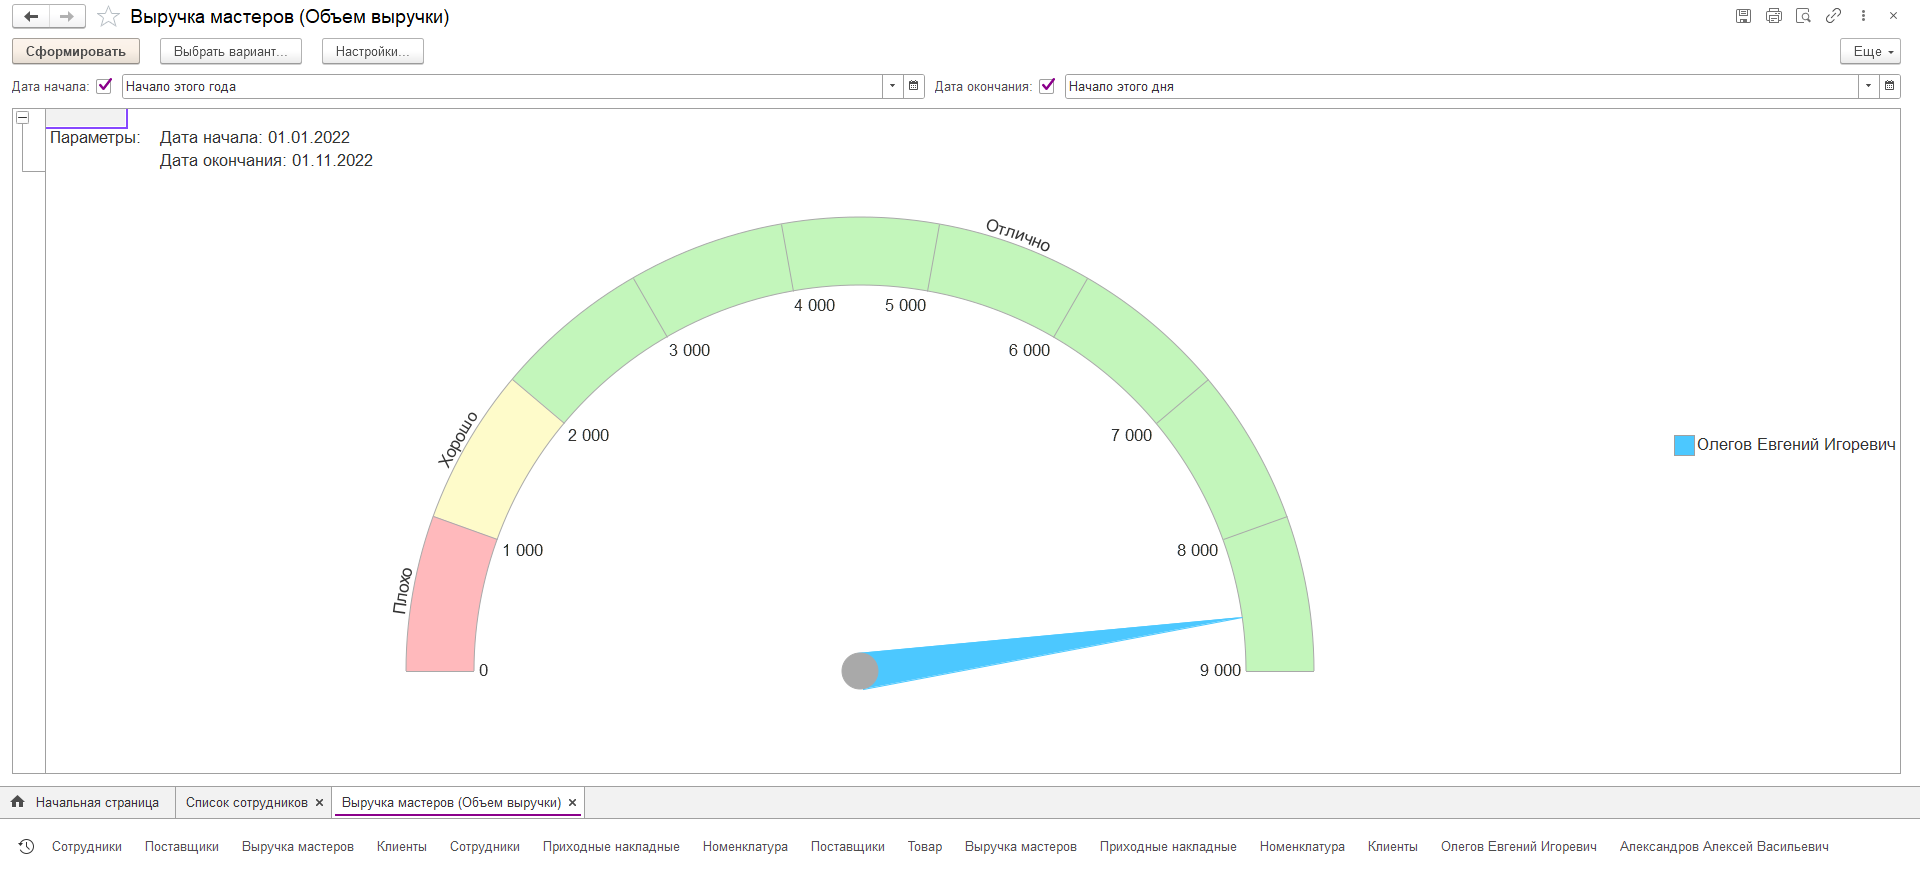 Выручка мастеров (Объем выручки)
Сформировать
Выбрать вариант...
Настройки...
Еще
Дата начала:
Начало этого года
Дата окончания:
Начало этого дня
Параметры:
Дата начала: 01.01.2022
Дата окончания: 01.11.2022
Плохо
Хорошо
Отлично
0
1 000
2 000
3 000
4 000
5 000
6 000
7 000
8 000
9 000
Олегов Евгений Игоревич
Начальная страница
Список сотрудников
Выручка мастеров (Объем выручки)
Сотрудники
Поставщики
Выручка мастеров
Клиенты
Сотрудники
Приходные накладные
Номенклатура
Поставщики
Товар
Выручка мастеров
Приходные накладные
Номенклатура
Клиенты
Олегов Евгений Игоревич
Александров Алексей Васильевич